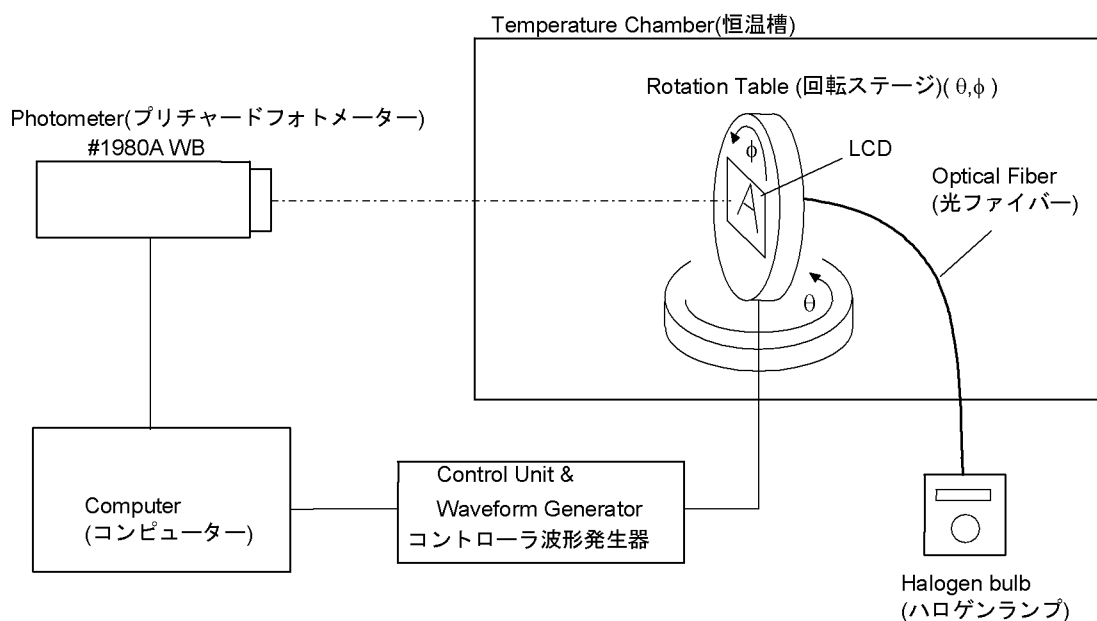 Temperature Chamber(恒温槽)
Rotation Table (回転ステージ)( θ,ϕ )
Photometer(プリチャードフォトメーター)
#1980A WB
ϕ
LCD
A
Optical Fiber
(光ファイバー)
θ
Computer
(コンピューター)
Control Unit &
Waveform Generator
コントローラ波形発生器
Halogen bulb
(ハロゲンランプ)